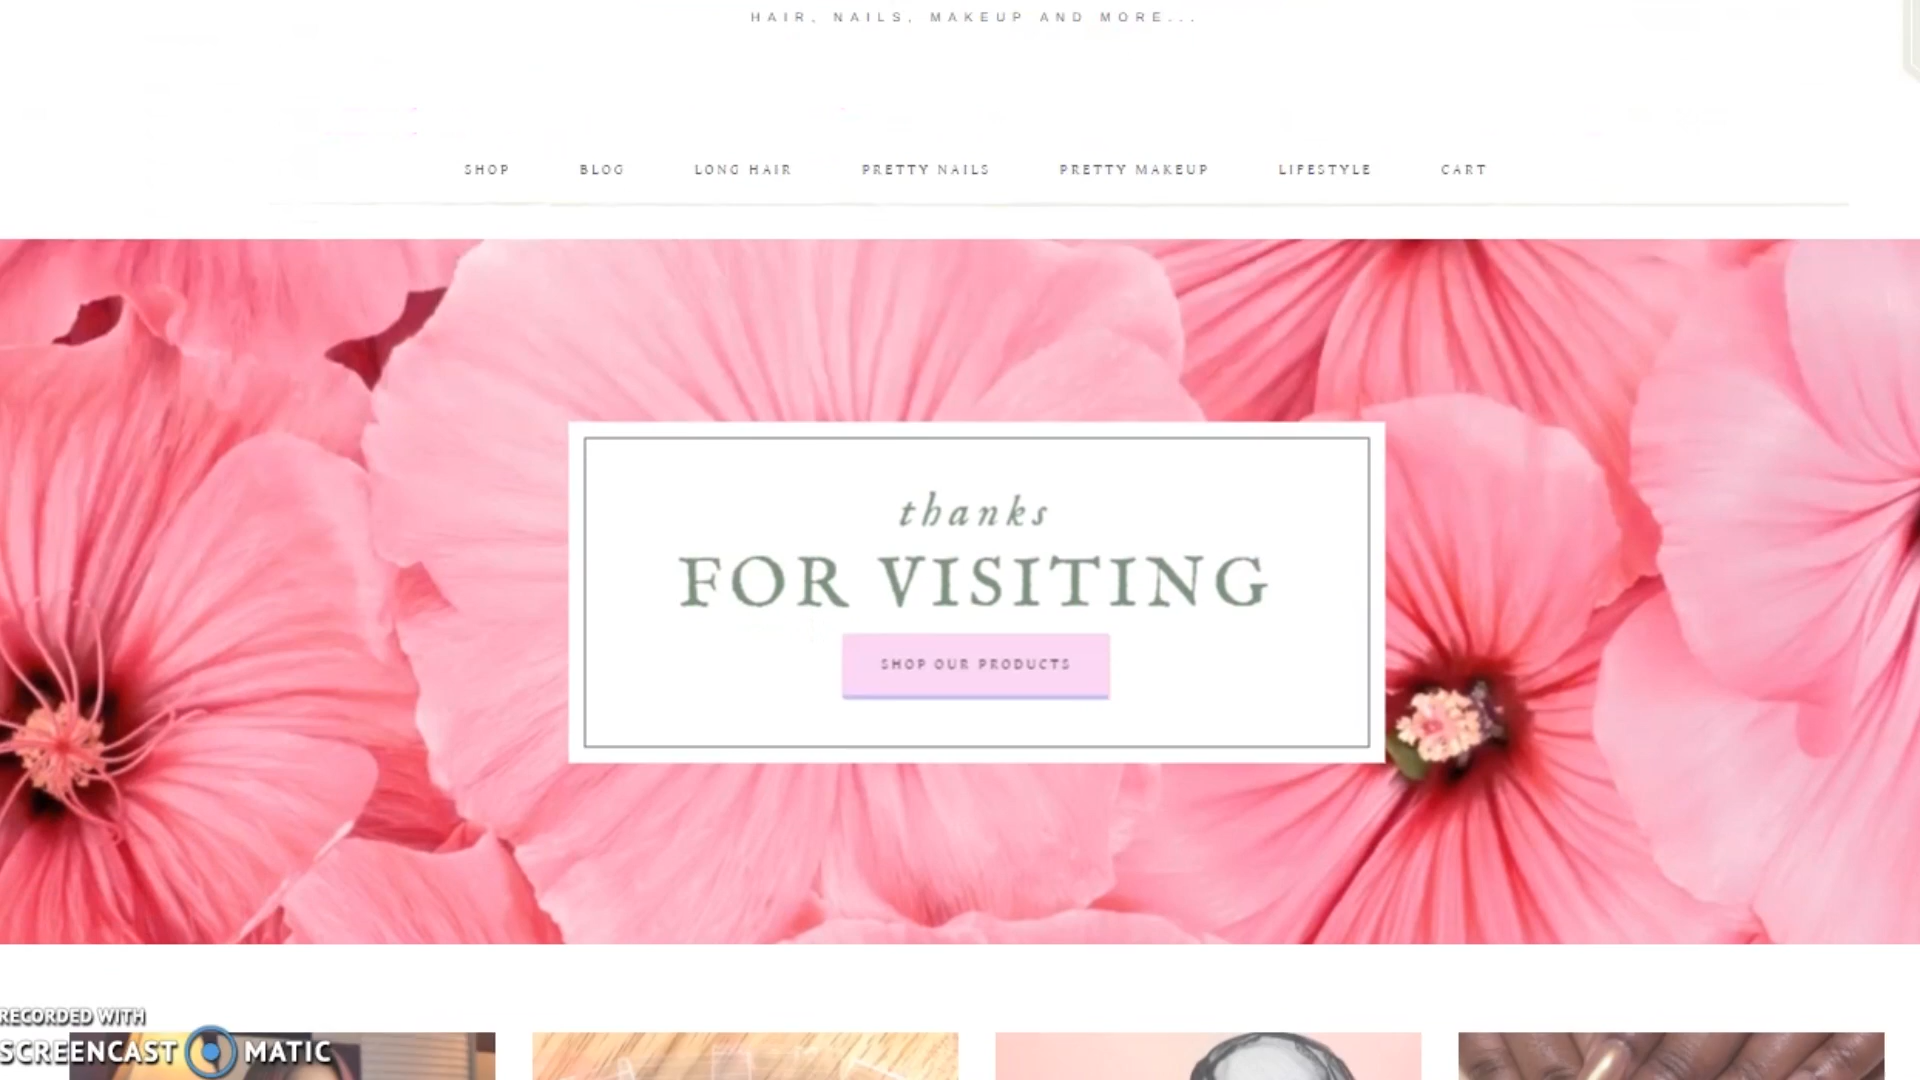 HAIR, NAILS, MAKEUP AND MORE...
SHOP BLOG LONG HAIR PRETTY NAILS PRETTY MAKEUP LIFESTYLE CART
thanks
FOR VISITING
SHOP OUR PRODUCTS
RECORDED WITH
SCREENCAST MATIC